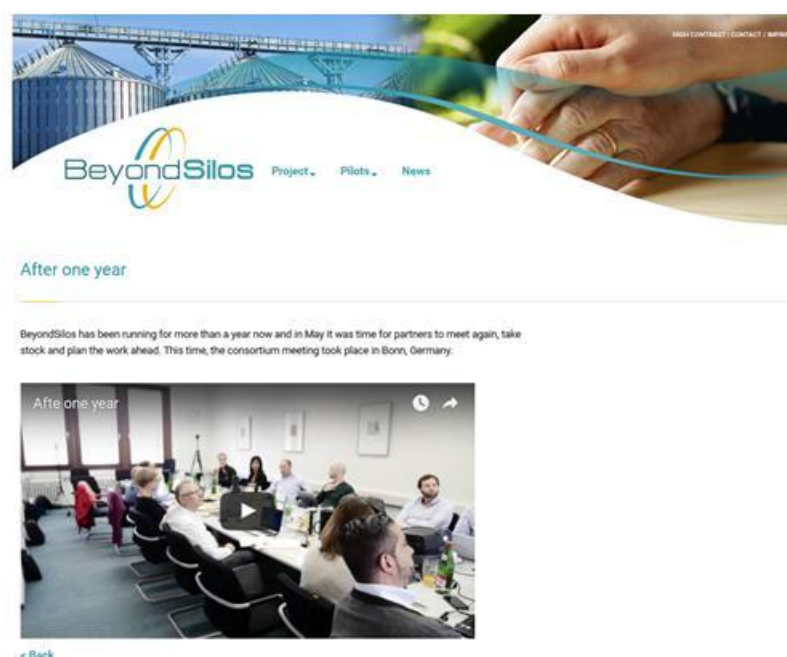 HIGH CONTRAST | CONTACT / IMPRI
BeyondSilos
Project Pilots News
After one year
BeyondSilos has been running for more than a year now and in May it was time for partners to meet again, take
stock and plan the work ahead. This time, the consortium meeting took place in Bonn, Germany.
Afte one year
< Back